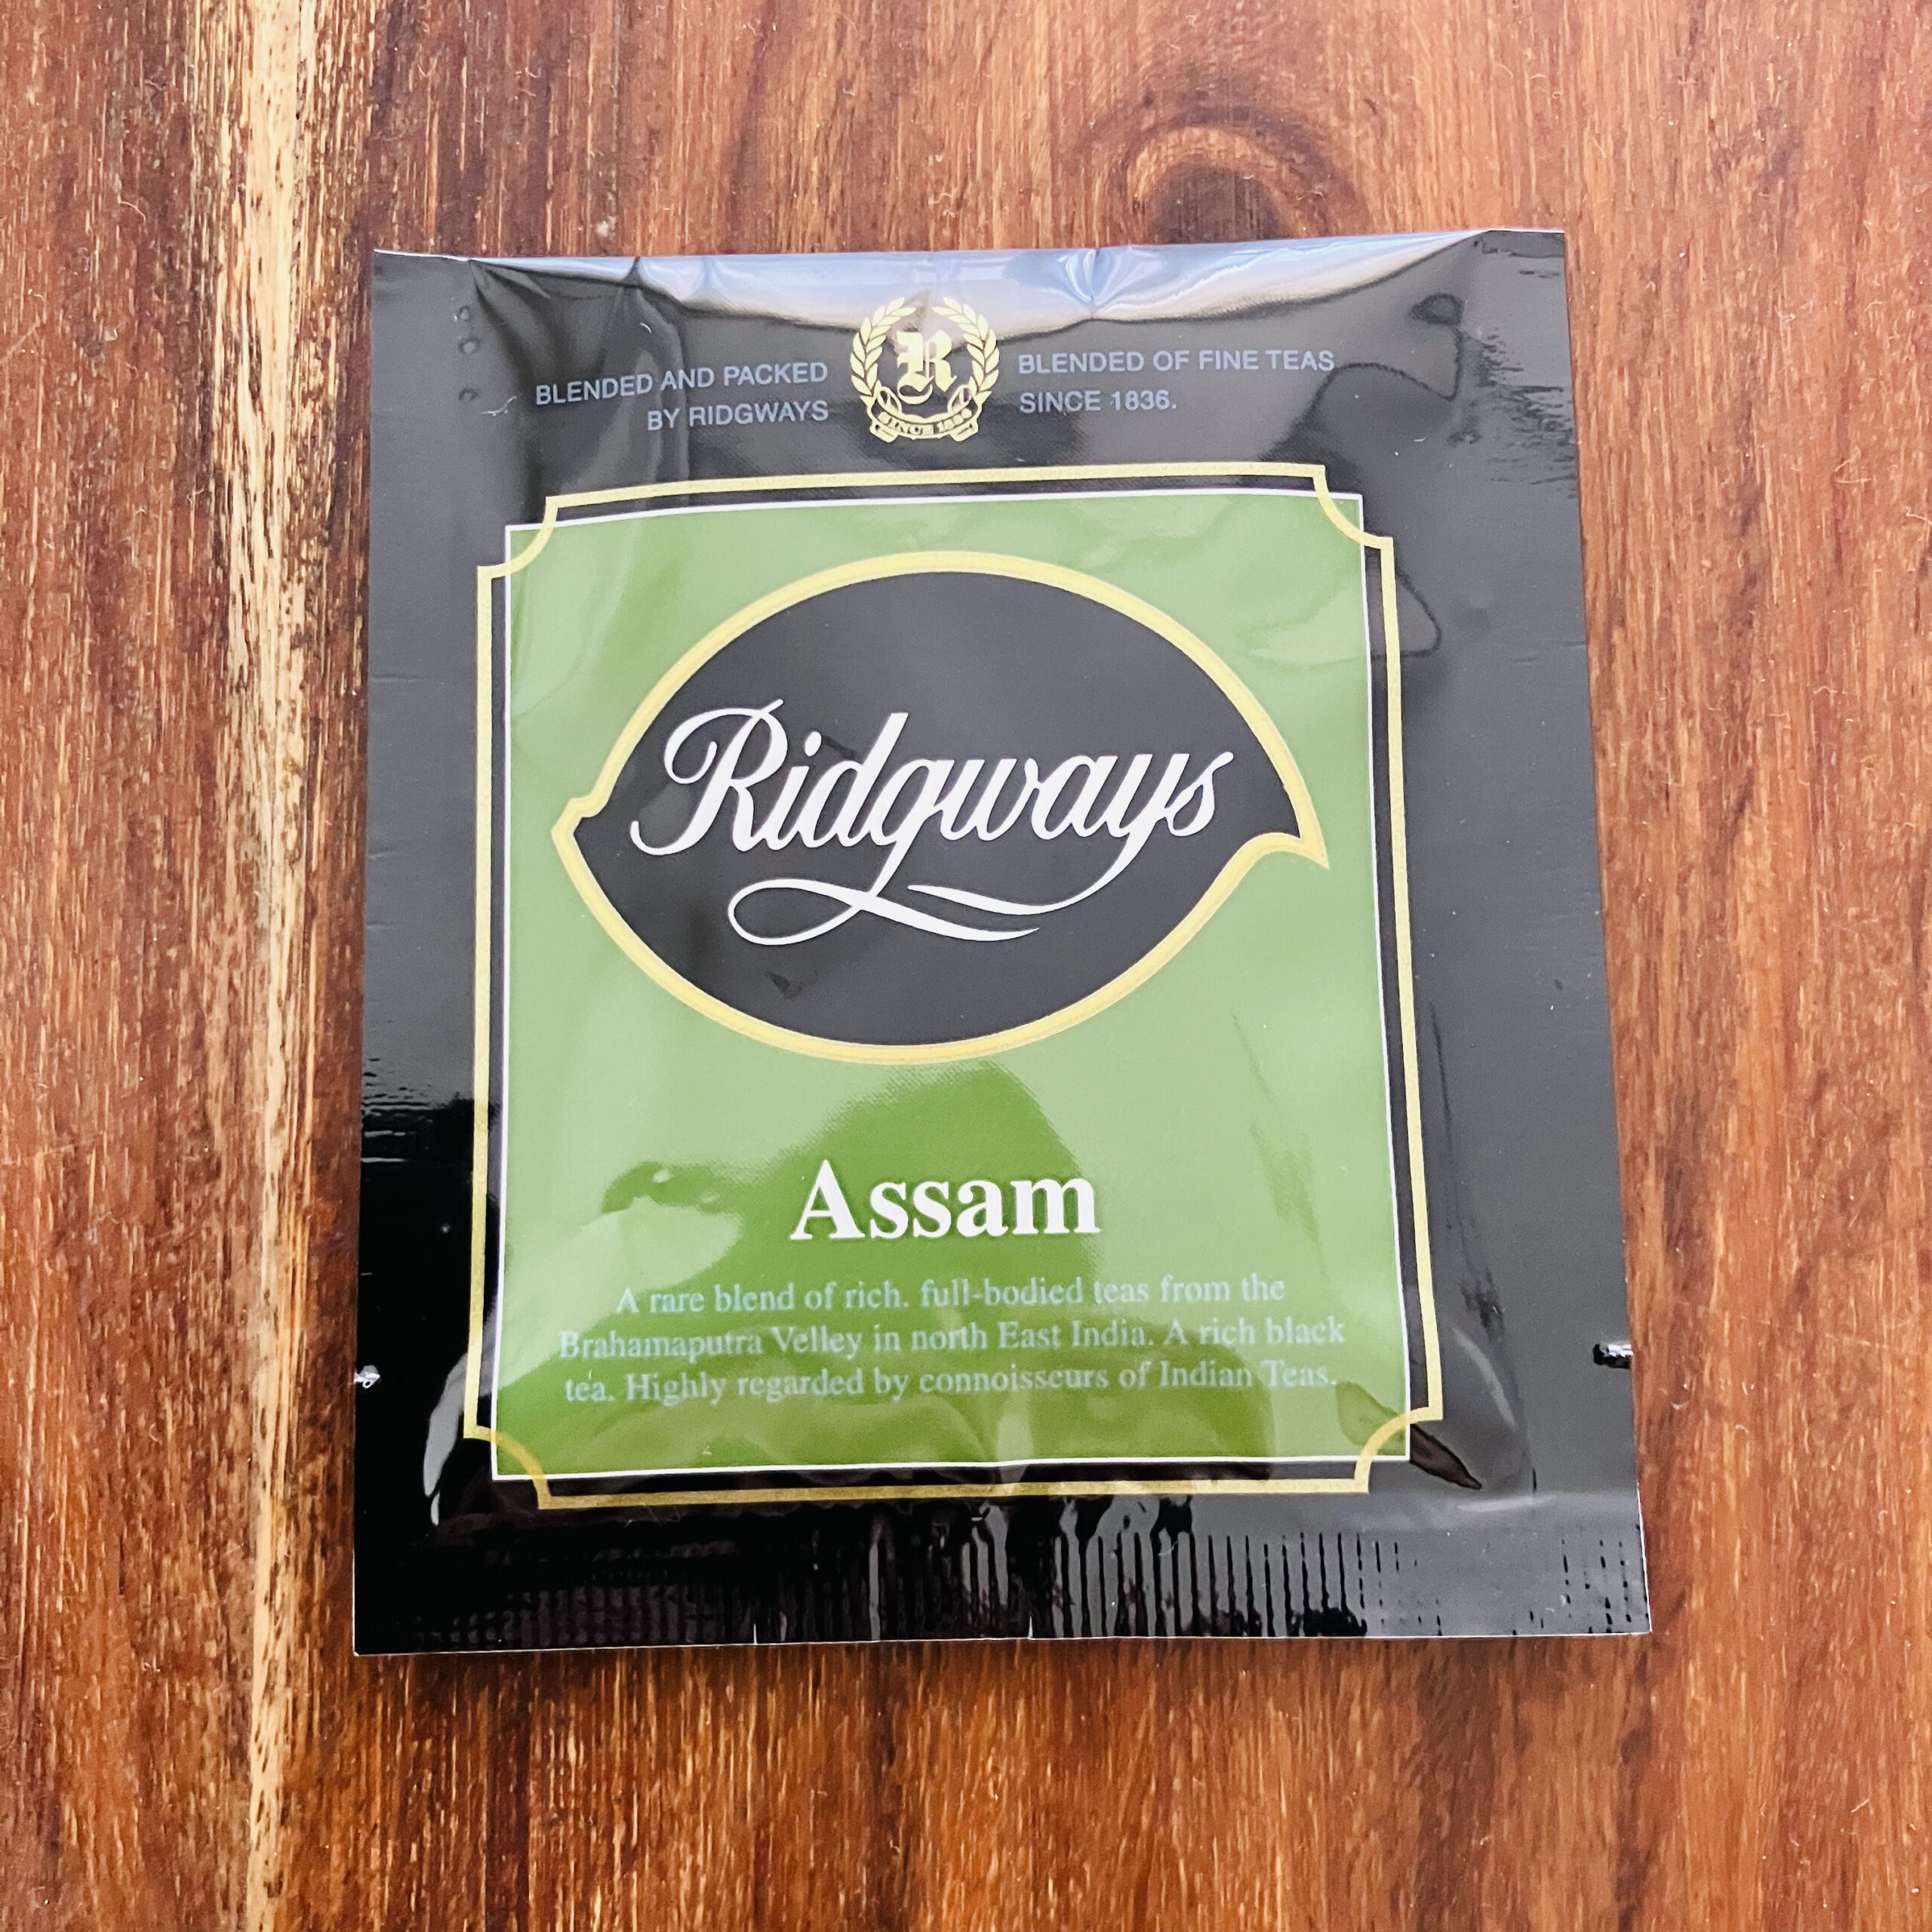 BLENDED AND PACKED
BY RIDGWAYS
R
SINCE 1836
BLENDED OF FINE TEAS
SINCE 1836.
Ridgways
Assam
A rare blend of rich. full-bodied teas from the
Brahamaputra Velley in north East India. A rich black
tea. Highly regarded by connoisseurs of Indian Teas.